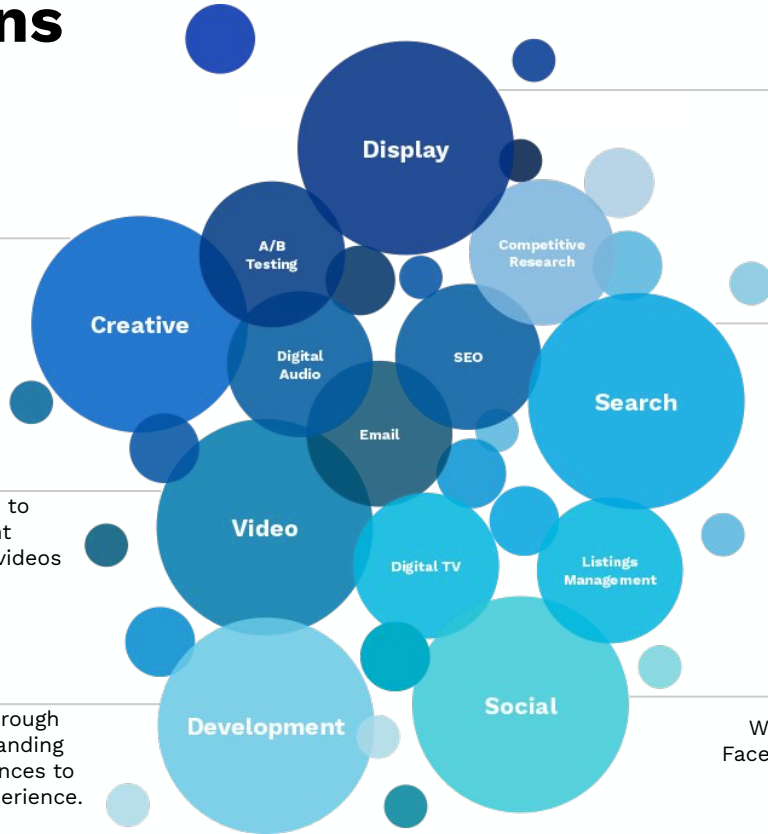 ns
Display
A/B
Testing
Competitive
Research
Creative
Digital
Audio
SEO
Search
Email
to
nt
videos
Video
Digital TV
Listings
Management
Social
rough
anding
nces to
erience.
Development
W
Face